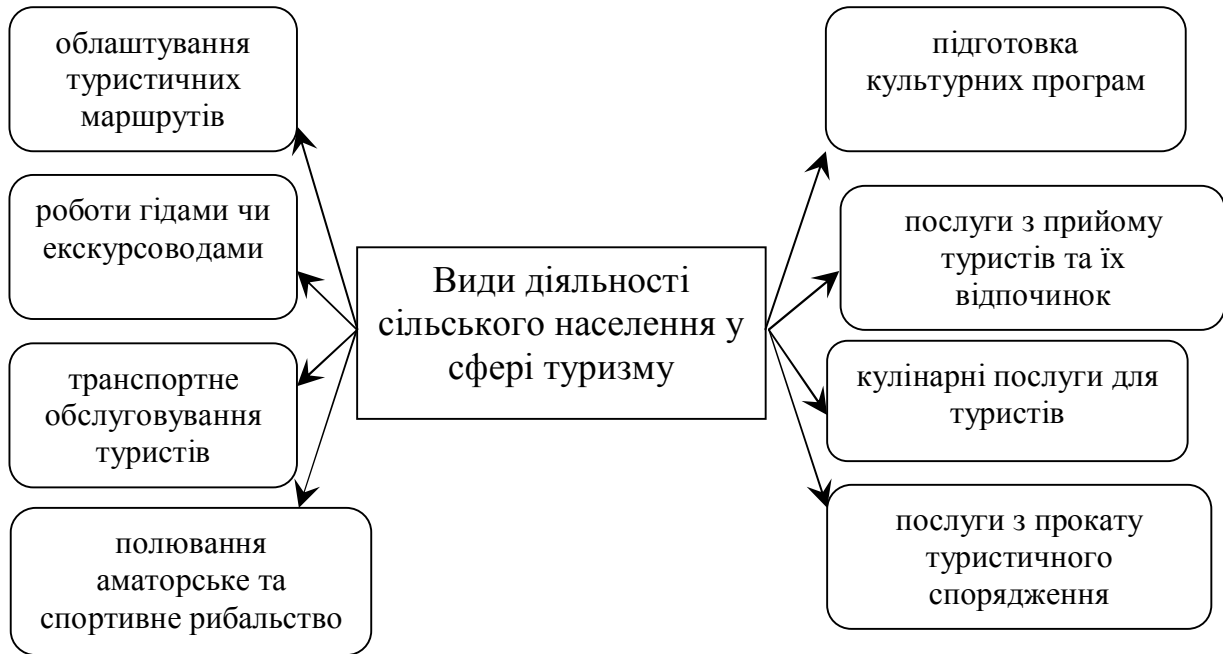 облаштування
туристичних
маршрутів
роботи гідами чи
екскурсоводами
транспортне
обслуговування
туристів
полювання
аматорське та
спортивне рибальство
Види діяльності
сільського населення у
сфері туризму
підготовка
культурних програм
послуги з прийому
туристів та їх
відпочинок
кулінарні послуги для
туристів
послуги з прокату
туристичного
спорядження